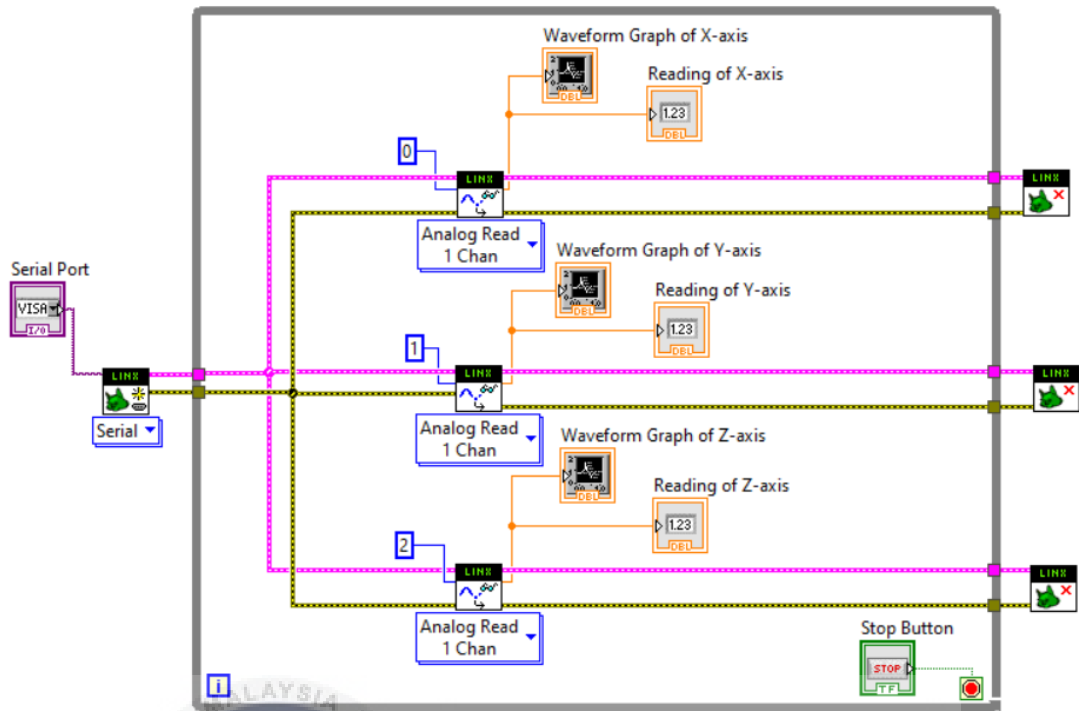 Waveform Graph of X-axis
DBL
Reading of X-axis
1.23
DBL
0
LINX
LINX
Analog Read
1 Chan
Waveform Graph of Y-axis
DBL
Reading of Y-axis
1.23
DBL
Serial Port
VISA
I/O
1
LINX
LINX
LINX
Serial
Analog Read
1 Chan
Waveform Graph of Z-axis
DBL
Reading of Z-axis
1.23
DBL
2
LINX
LINX
Analog Read
1 Chan
Stop Button
STOP
TF
i
MALAYSIA